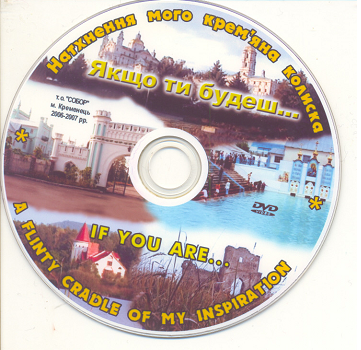 Натхнення мого крем'яна колиска
Якщо ти будеш...
т.о."СОБОР"
м. Кременець
2006-2007 рр.
* *
DVD
VIDEO
IF YOU ARE...
A FLINTY CRADLE OF MY INSPIRATION